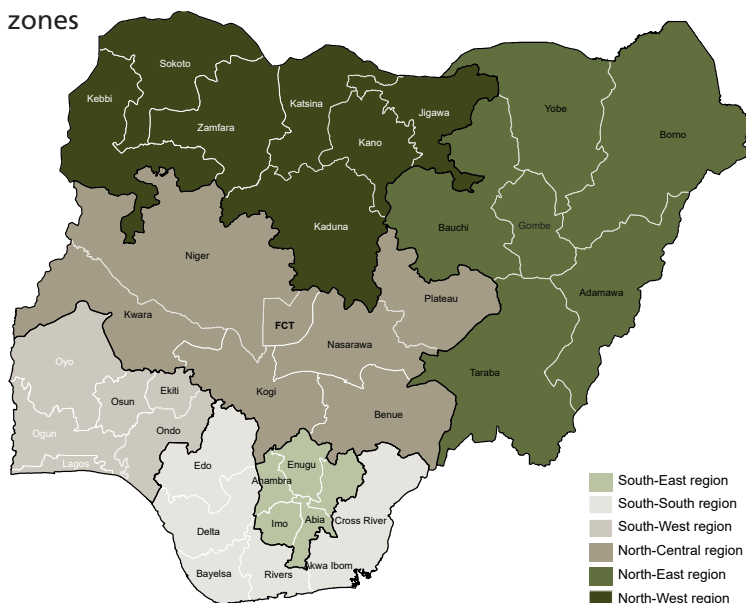 zones
Sokoto
Kebbi
Katsina
Zamfara
Kano
Jigawa
Yobe
Borno
Kaduna
Bauchi
Gombe
Niger
Adamawa
Plateau
Kwara
FCT
Nasarawa
Oyo
Taraba
Ekiti
Osun
Kogi
Benue
Ogun
Ondo
Lagos
Edo
Enugu
Anambra
Imo
Abia
Cross River
Delta
Bayelsa
Rivers
Akwa Ibom
South-East region
South-South region
South-West region
North-Central region
North-East region
North-West region